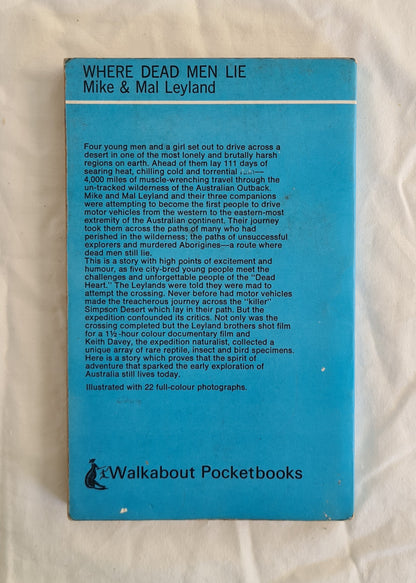 WHERE DEAD MEN LIE
Mike & Mal Leyland
Four young men and a girl set out to drive across a
desert in one of the most lonely and brutally harsh
regions on earth. Ahead of them lay 111 days of
searing heat, chilling cold and torrential rain—
4,000 miles of muscle-wrenching travel through the
un-tracked wilderness of the Australian Outback.
Mike and Mal Leyland and their three companions
were attempting to become the first people to drive
motor vehicles from the western to the eastern-most
extremity of the Australian continent. Their journey
took them across the paths of many who had
perished in the wilderness; the paths of unsuccessful
explorers and murdered Aborigines—a route where
dead men still lie.
This is a story with high points of excitement and
humour, as five city-bred young people meet the
challenges and unforgettable people of the "Dead
Heart." The Leylands were told they were mad to
attempt the crossing. Never before had motor vehicles
made the treacherous journey across the "killer"
Simpson Desert which lay in their path. But the
expedition confounded its critics. Not only was the
crossing completed but the Leyland brothers shot film
for a 1½-hour colour documentary film and
Keith Davey, the expedition naturalist, collected a
unique array of rare reptile, insect and bird specimens.
Here is a story which proves that the spirit of
adventure that sparked the early exploration of
Australia still lives today.
Illustrated with 22 full-colour photographs.
Walkabout Pocketbooks